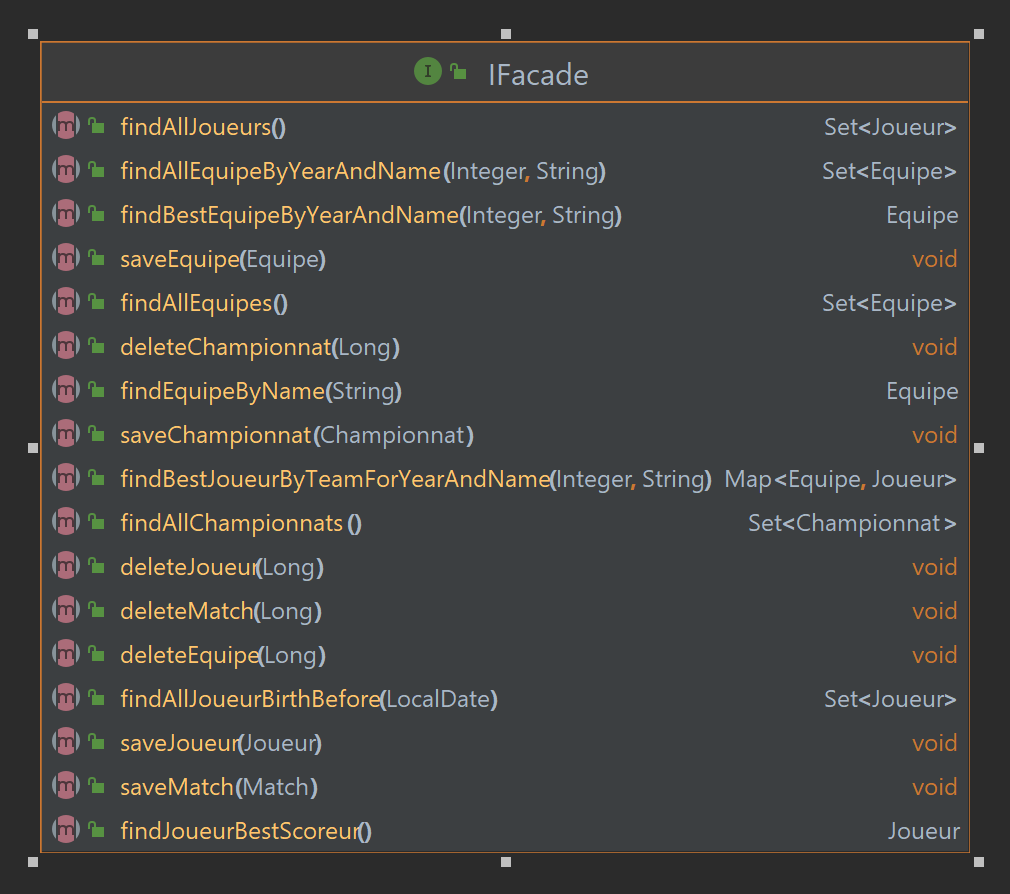 IFacade
findAllJoueurs() Set<Joueur>
findAllEquipeByYearAndName(Integer, String) Set<Equipe>
findBestEquipeByYearAndName(Integer, String) Equipe
saveEquipe(Equipe) void
findAllEquipes() Set<Equipe>
deleteChampionnat(Long) void
findEquipeByName(String) Equipe
saveChampionnat(Championnat) void
findBestJoueurByTeamForYearAndName(Integer, String) Map<Equipe, Joueur>
findAllChampionnats() Set<Championnat>
deleteJoueur(Long) void
deleteMatch(Long) void
deleteEquipe(Long) void
findAllJoueurBirthBefore(LocalDate) Set<Joueur>
saveJoueur(Joueur) void
saveMatch(Match) void
findJoueurBestScoreur() Joueur